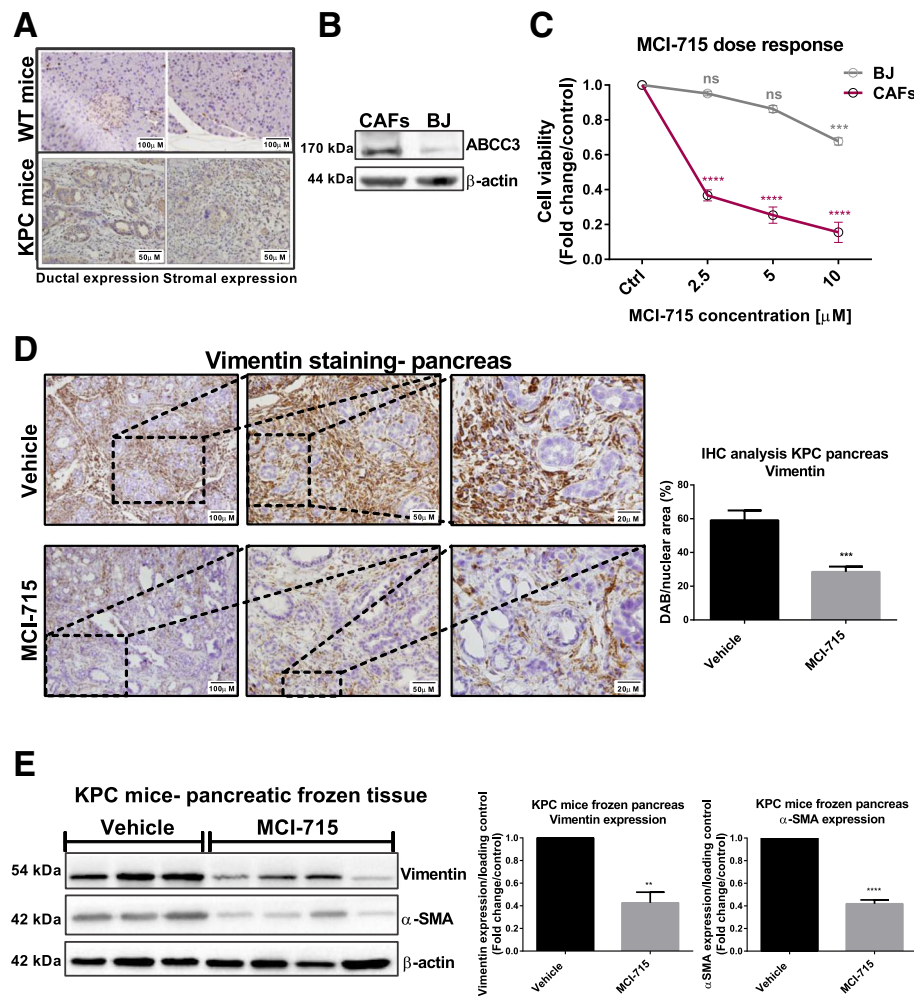 A
WT mice
100µ M
100µ M
KPC mice
50µ M
50µ M
Ductal expression
Stromal expression
B
CAFs BJ
170 kDa
ABCC3
44 kDa
β-actin
C
MCI-715 dose response
BJ
CAFs
Cell viability
(Fold change/control)
1.0
0.8
0.6
0.4
0.2
0.0
ns
ns
***
****
****
****
Ctrl
2.5
5
10
MCI-715 concentration [µM]
D
Vimentin staining- pancreas
Vehicle
100µ M
50µ M
20µ M
MCI-715
100µ M
50µ M
20µ M
IHC analysis KPC pancreas
Vimentin
DAB/nuclear area (%)
80
60
40
20
0
***
Vehicle
MCI-715
E
KPC mice- pancreatic frozen tissue
Vehicle
MCI-715
54 kDa
Vimentin
42 kDa
α-SMA
42 kDa
β-actin
KPC mice frozen pancreas
Vimentin expression
Vimentin expression/loading control
(Fold change/control)
1.0
0.8
0.6
0.4
0.2
0.0
**
Vehicle
MCI-715
KPC mice frozen pancreas
α-SMA expression
αSMA expression/loading control
(Fold change/control)
1.0
0.8
0.6
0.4
0.2
0.0
****
Vehicle
MCI-715